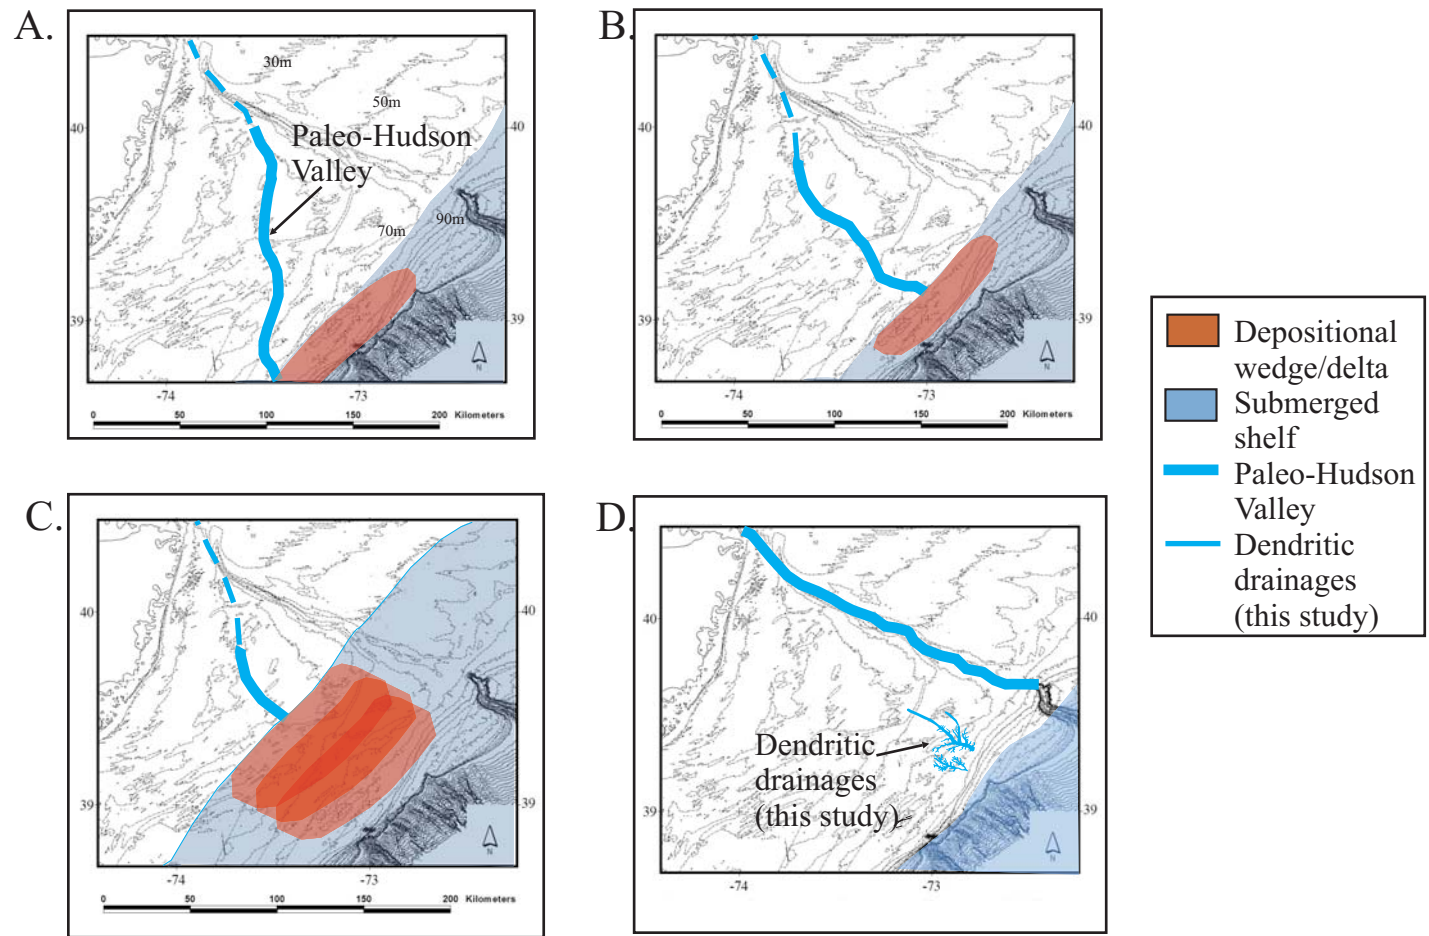 A.
30m
50m
40
40
Paleo-Hudson
Valley
90m
70m
39
39
N
-74
-73
0 50 100 150 200 Kilometers
B.
40
40
39
39
N
-74
-73
0 50 100 150 200 Kilometers
Depositional
wedge/delta
Submerged
shelf
Paleo-Hudson
Valley
Dendritic
drainages
(this study)
C.
40
40
39
39
N
-74
-73
0 50 100 150 200 Kilometers
D.
40
40
Dendritic
drainages
(this study)
39
39
N
-74
-73